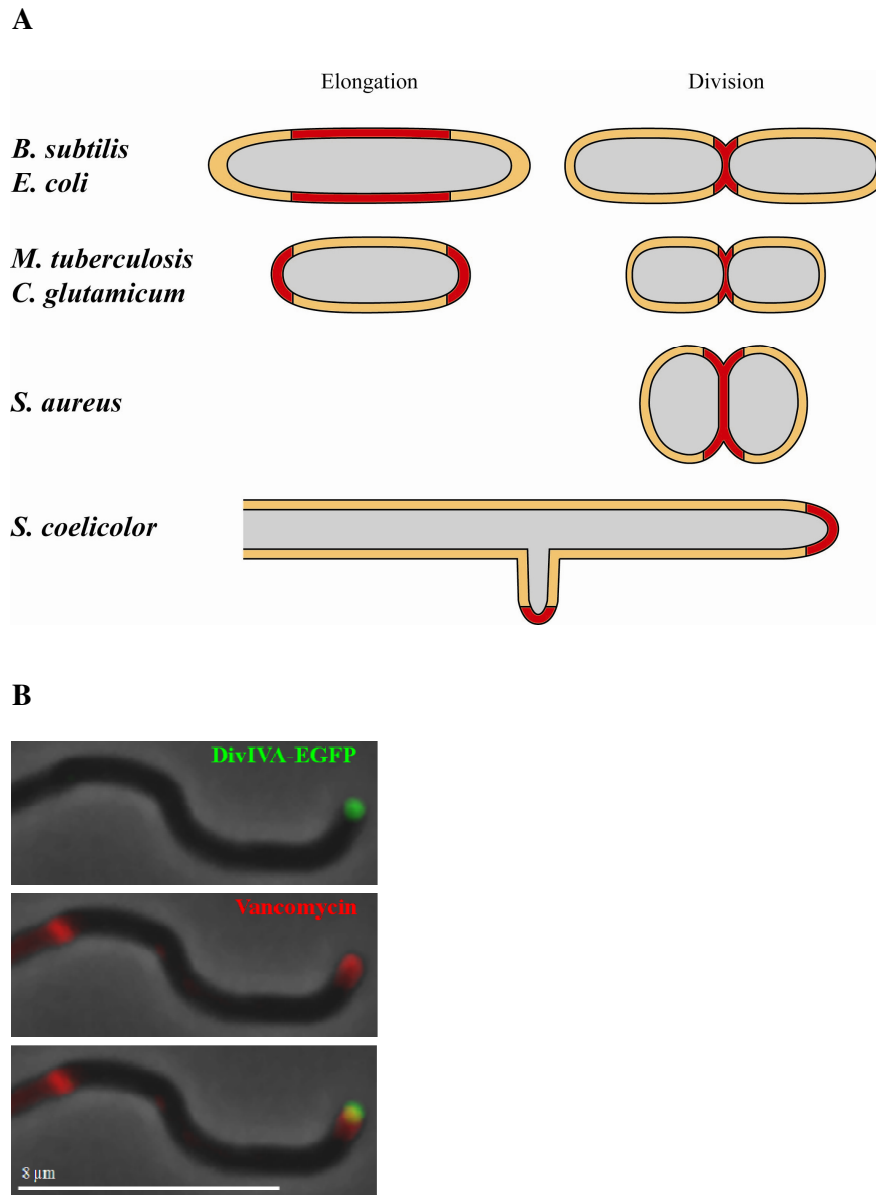 A
Elongation Division
B. subtilis
E. coli
M. tuberculosis
C. glutamicum
S. aureus
S. coelicolor
B
DivIVA-EGFP
Vancomycin
8 μm